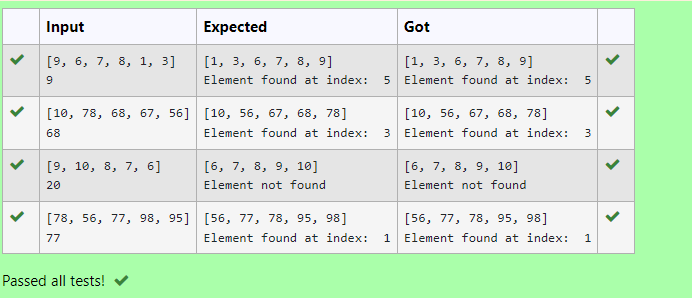 Input Expected Got
[9, 6, 7, 8, 1, 3] [1, 3, 6, 7, 8, 9] [1, 3, 6, 7, 8, 9]
9 Element found at index:  5 Element found at index:  5
[10, 78, 68, 67, 56] [10, 56, 67, 68, 78] [10, 56, 67, 68, 78]
68 Element found at index:  3 Element found at index:  3
[9, 10, 8, 7, 6] [6, 7, 8, 9, 10] [6, 7, 8, 9, 10]
20 Element not found Element not found
[78, 56, 77, 98, 95] [56, 77, 78, 95, 98] [56, 77, 78, 95, 98]
77 Element found at index:  1 Element found at index:  1
Passed all tests!